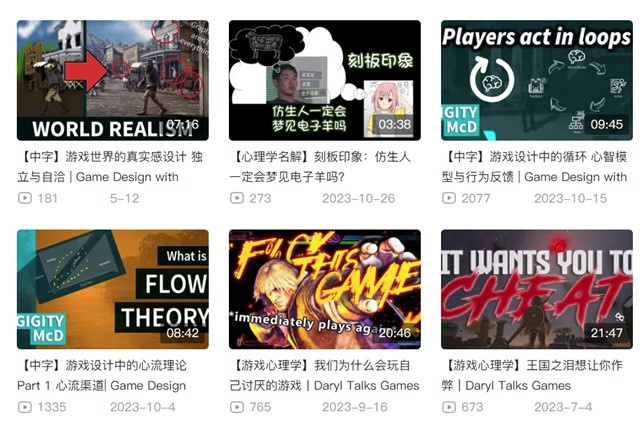 Graph
aren't
everything
WORLD REALISM
07:16
刻板印象
仿生人一定会
梦见电子羊吗
03:38
Players act in loops
GIGITY
McD
09:45
【中字】游戏世界的真实感设计 独
立与自洽 | Game Design with
181 5-12
【心理学名解】刻板印象：仿生人
一定会梦见电子羊吗?
273 2023-10-26
【中字】游戏设计中的循环 心智模
型与行为反馈 | Game Design with
2077 2023-10-15
What is
FLOW
THEORY
GIGITY
McD
08:42
F/CK THIS GAME
*immediately plays again
20:46
IT WANTS YOU TO
CHEAT
21:47
【中字】游戏设计中的心流理论
Part 1 心流渠道| Game Design
1335 2023-10-4
【游戏心理学】我们为什么会玩自
己讨厌的游戏 | Daryl Talks Games
765 2023-9-16
【游戏心理学】王国之泪想让你作
弊 | Daryl Talks Games
673 2023-7-4